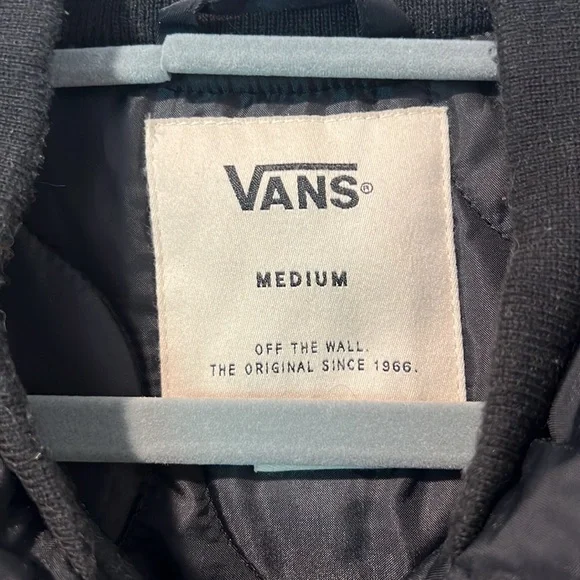 VANS®
MEDIUM
OFF THE WALL.
THE ORIGINAL SINCE 1966.